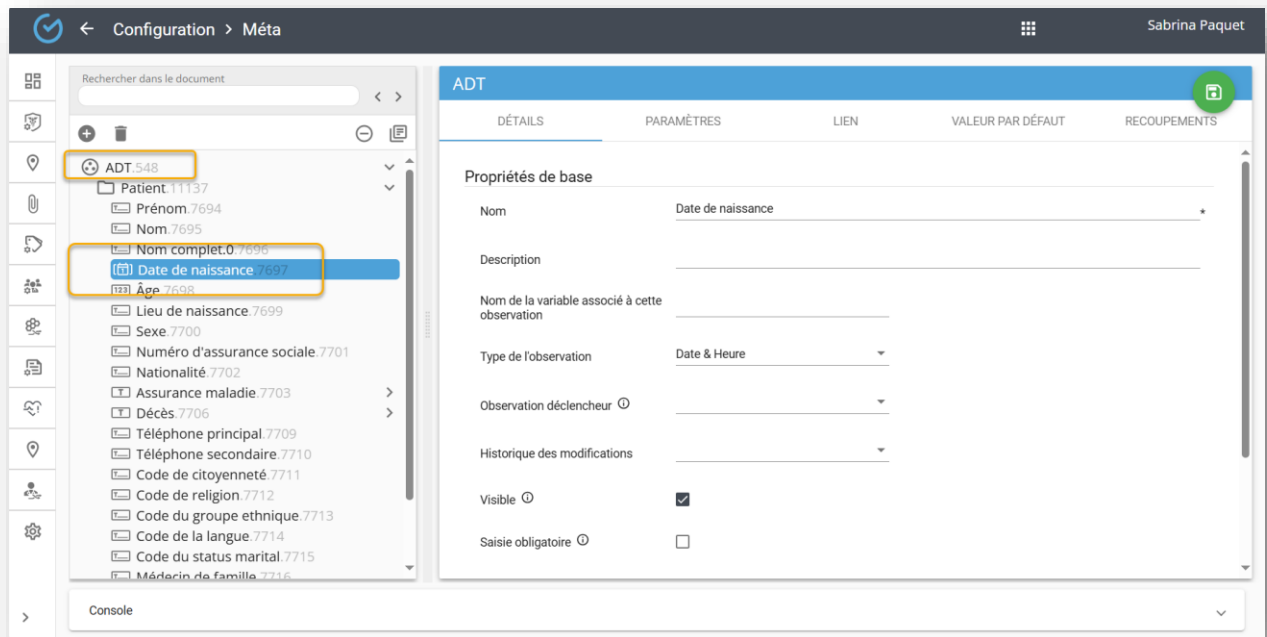 Configuration > Méta
Sabrina Paquet
Rechercher dans le document
ADT.548
Patient.11137
Prénom.7694
Nom.7695
Nom complet.0.7696
Date de naissance.7697
Âge.7698
Lieu de naissance.7699
Sexe.7700
Numéro d'assurance sociale.7701
Nationalité.7702
Assurance maladie.7703
Décès.7706
Téléphone principal.7709
Téléphone secondaire.7710
Code de citoyenneté.7711
Code de religion.7712
Code du groupe ethnique.7713
Code de la langue.7714
Code du status marital.7715
Médecin de famille.7716
ADT
DÉTAILS PARAMÈTRES LIEN VALEUR PAR DÉFAUT RECOUPEMENTS
Propriétés de base
Nom Date de naissance *
Description
Nom de la variable associé à cette
observation
Type de l'observation Date & Heure
Observation déclencheur
Historique des modifications
Visible
Saisie obligatoire
Console